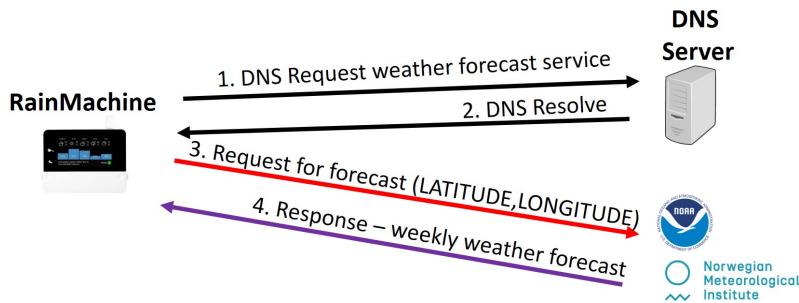 DNS
Server
1. DNS Request weather forecast service
RainMachine
2. DNS Resolve
3. Request for forecast (LATITUDE,LONGITUDE)
NOAA
4. Response – weekly weather forecast
Norwegian
Meteorological
Institute